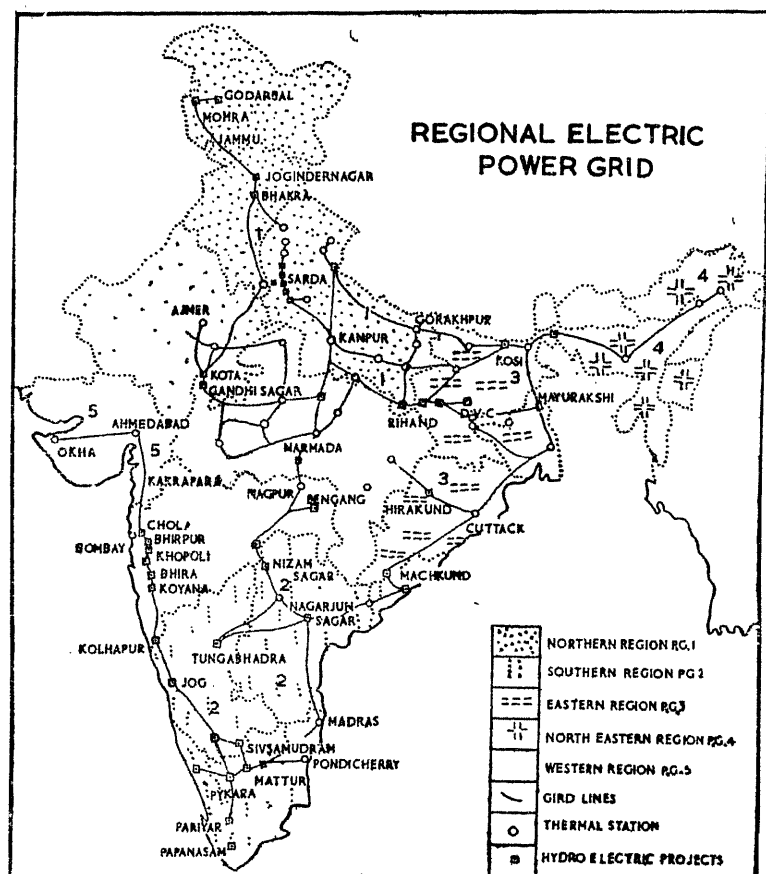 REGIONAL ELECTRIC
POWER GRID
GODARBAL
MOHRA
JAMMU
JOGINDERNAGAR
BHAKRA
1
SARDA
AJMER
1
GORAKHPUR
1
KANPUR
KOSI
4
4
KOTA
GANDHI SAGAR
1
3
RIHAND
D.V.C
MAYURAKSHI
5
AHMEDABAD
5
OKHA
NARMADA
KAKRAPARA
NAGPUR
PENGANG
3
HIRAKUND
CUTTACK
CHOLA
BHIRPUR
BOMBAY
KHOPOLI
BHIRA
KOYANA
NIZAM
SAGAR
2
MACHKUND
NAGARJUN
SAGAR
KOLHAPUR
TUNGABHADRA
JOG
2
2
MADRAS
SIVSAMUDRAM
PONDICHERRY
MATTUR
PYKARA
PARIYAR
PAPANASAM
NORTHERN REGION P.G.1
SOUTHERN REGION PG 2
EASTERN REGION P.G.3
NORTH EASTERN REGION P.G.4
WESTERN REGION P.G-5
GIRD LINES
THERMAL STATION
HYDRO ELECTRIC PROJECTS